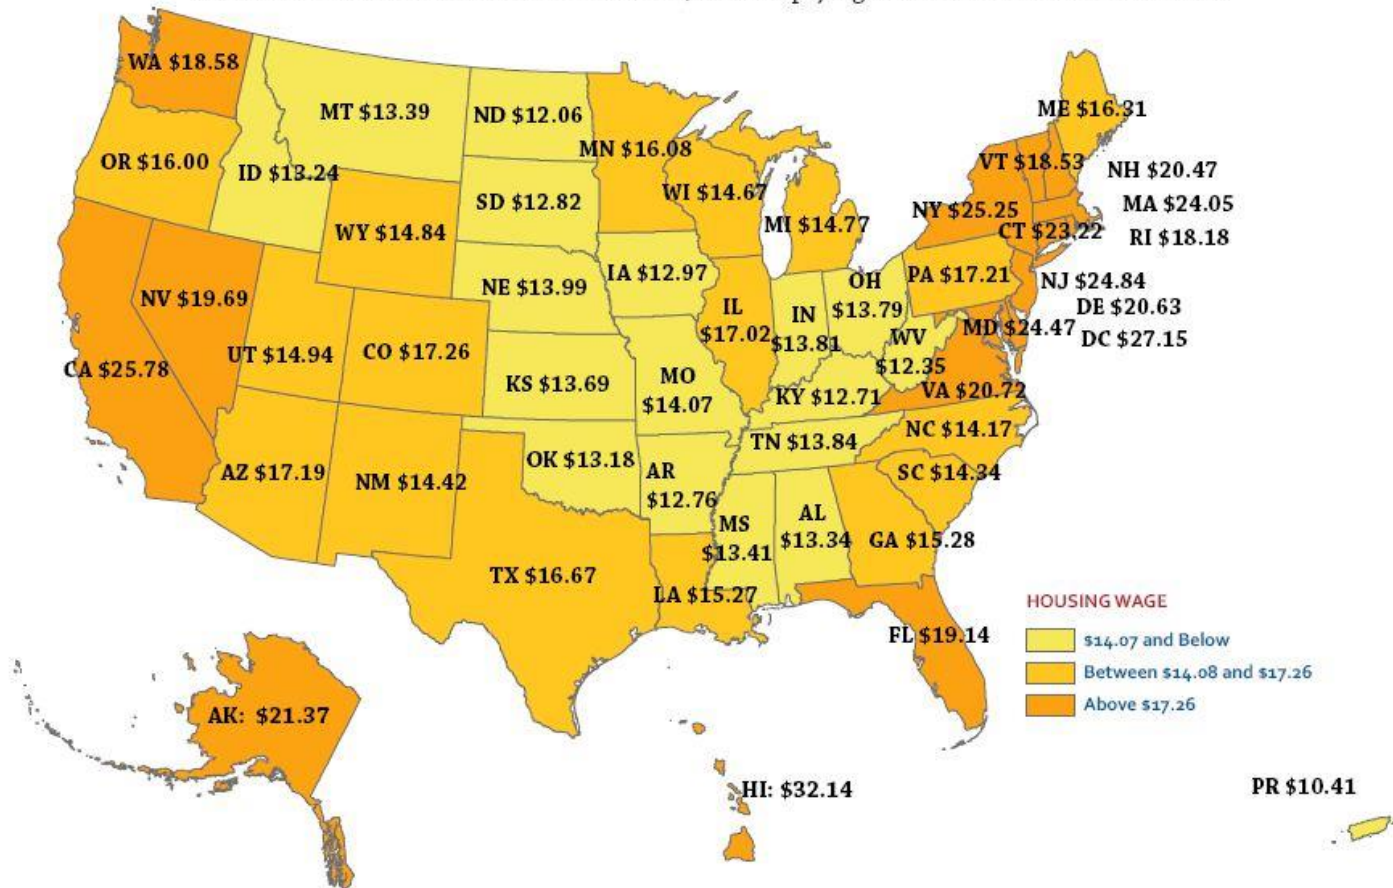 WA $18.58
MT $13.39
ND $12.06
ME $16.31
OR $16.00
ID $13.24
MN $16.08
VT $18.53
NH $20.47
WI $14.67
SD $12.82
MA $24.05
NY $25.25
MI $14.77
WY $14.84
CT $23.22
RI $18.18
IA $12.97
PA $17.21
NJ $24.84
NE $13.99
OH
$13.79
NV $19.69
DE $20.63
IL
$17.02
IN
$13.81
MD $24.47
DC $27.15
WV
$12.35
UT $14.94
CO $17.26
CA $25.78
KS $13.69
MO
$14.07
KY $12.71
VA $20.72
NC $14.17
TN $13.84
OK $13.18
AR
$12.76
SC $14.34
AZ $17.19
NM $14.42
MS
$13.41
AL
$13.34
GA $15.28
TX $16.67
LA $15.27
FL $19.14
HOUSING WAGE
$14.07 and Below
Between $14.08 and $17.26
Above $17.26
AK: $21.37
HI: $32.14
PR $10.41